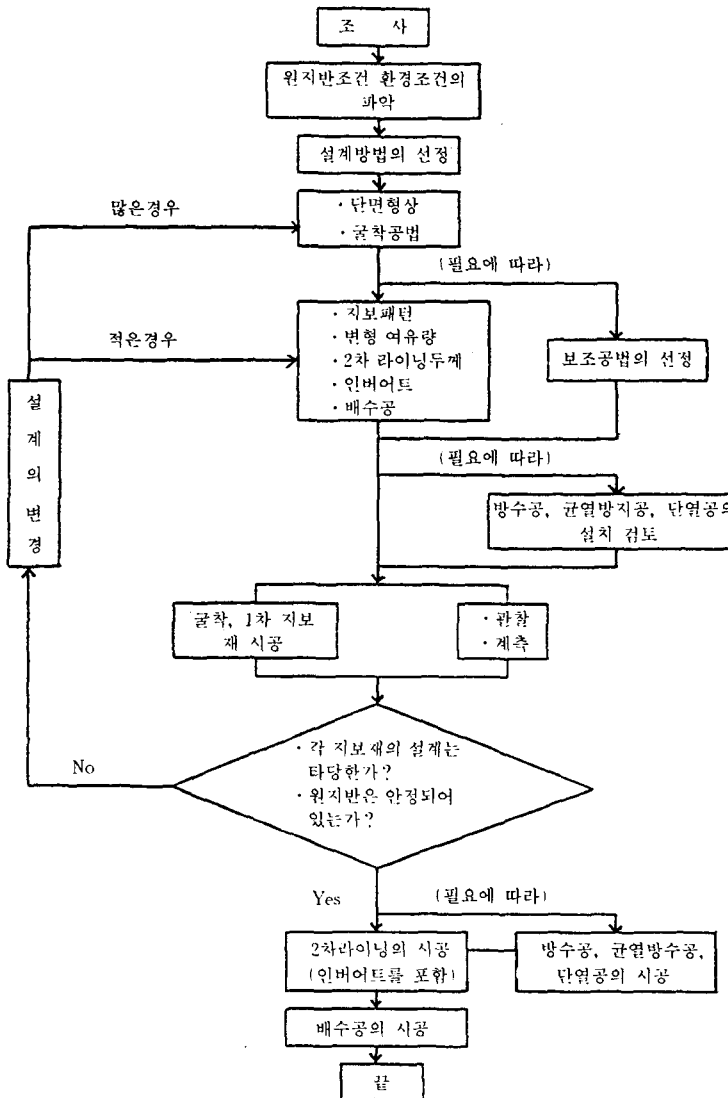 조 사
원지반조건 환경조건의
파악
설계방법의 선정
많은경우
· 단면형상
· 굴착공법
(필요에 따라)
· 지보패턴
· 변형 여유량
· 2차 라이닝두께
· 인버어트
· 배수공
적은경우
보조공법의 선정
설
계
의
변
경
(필요에 따라)
방수공, 균열방지공, 단열공의
설치 검토
굴착, 1차 지보
재 시공
· 관찰
· 계측
· 각 지보재의 설계는
타당한가?
· 원지반은 안정되어
있는가?
No
Yes
(필요에 따라)
2차라이닝의 시공
(인버어트를 포함)
방수공, 균열방수공,
단열공의 시공
배수공의 시공
끝